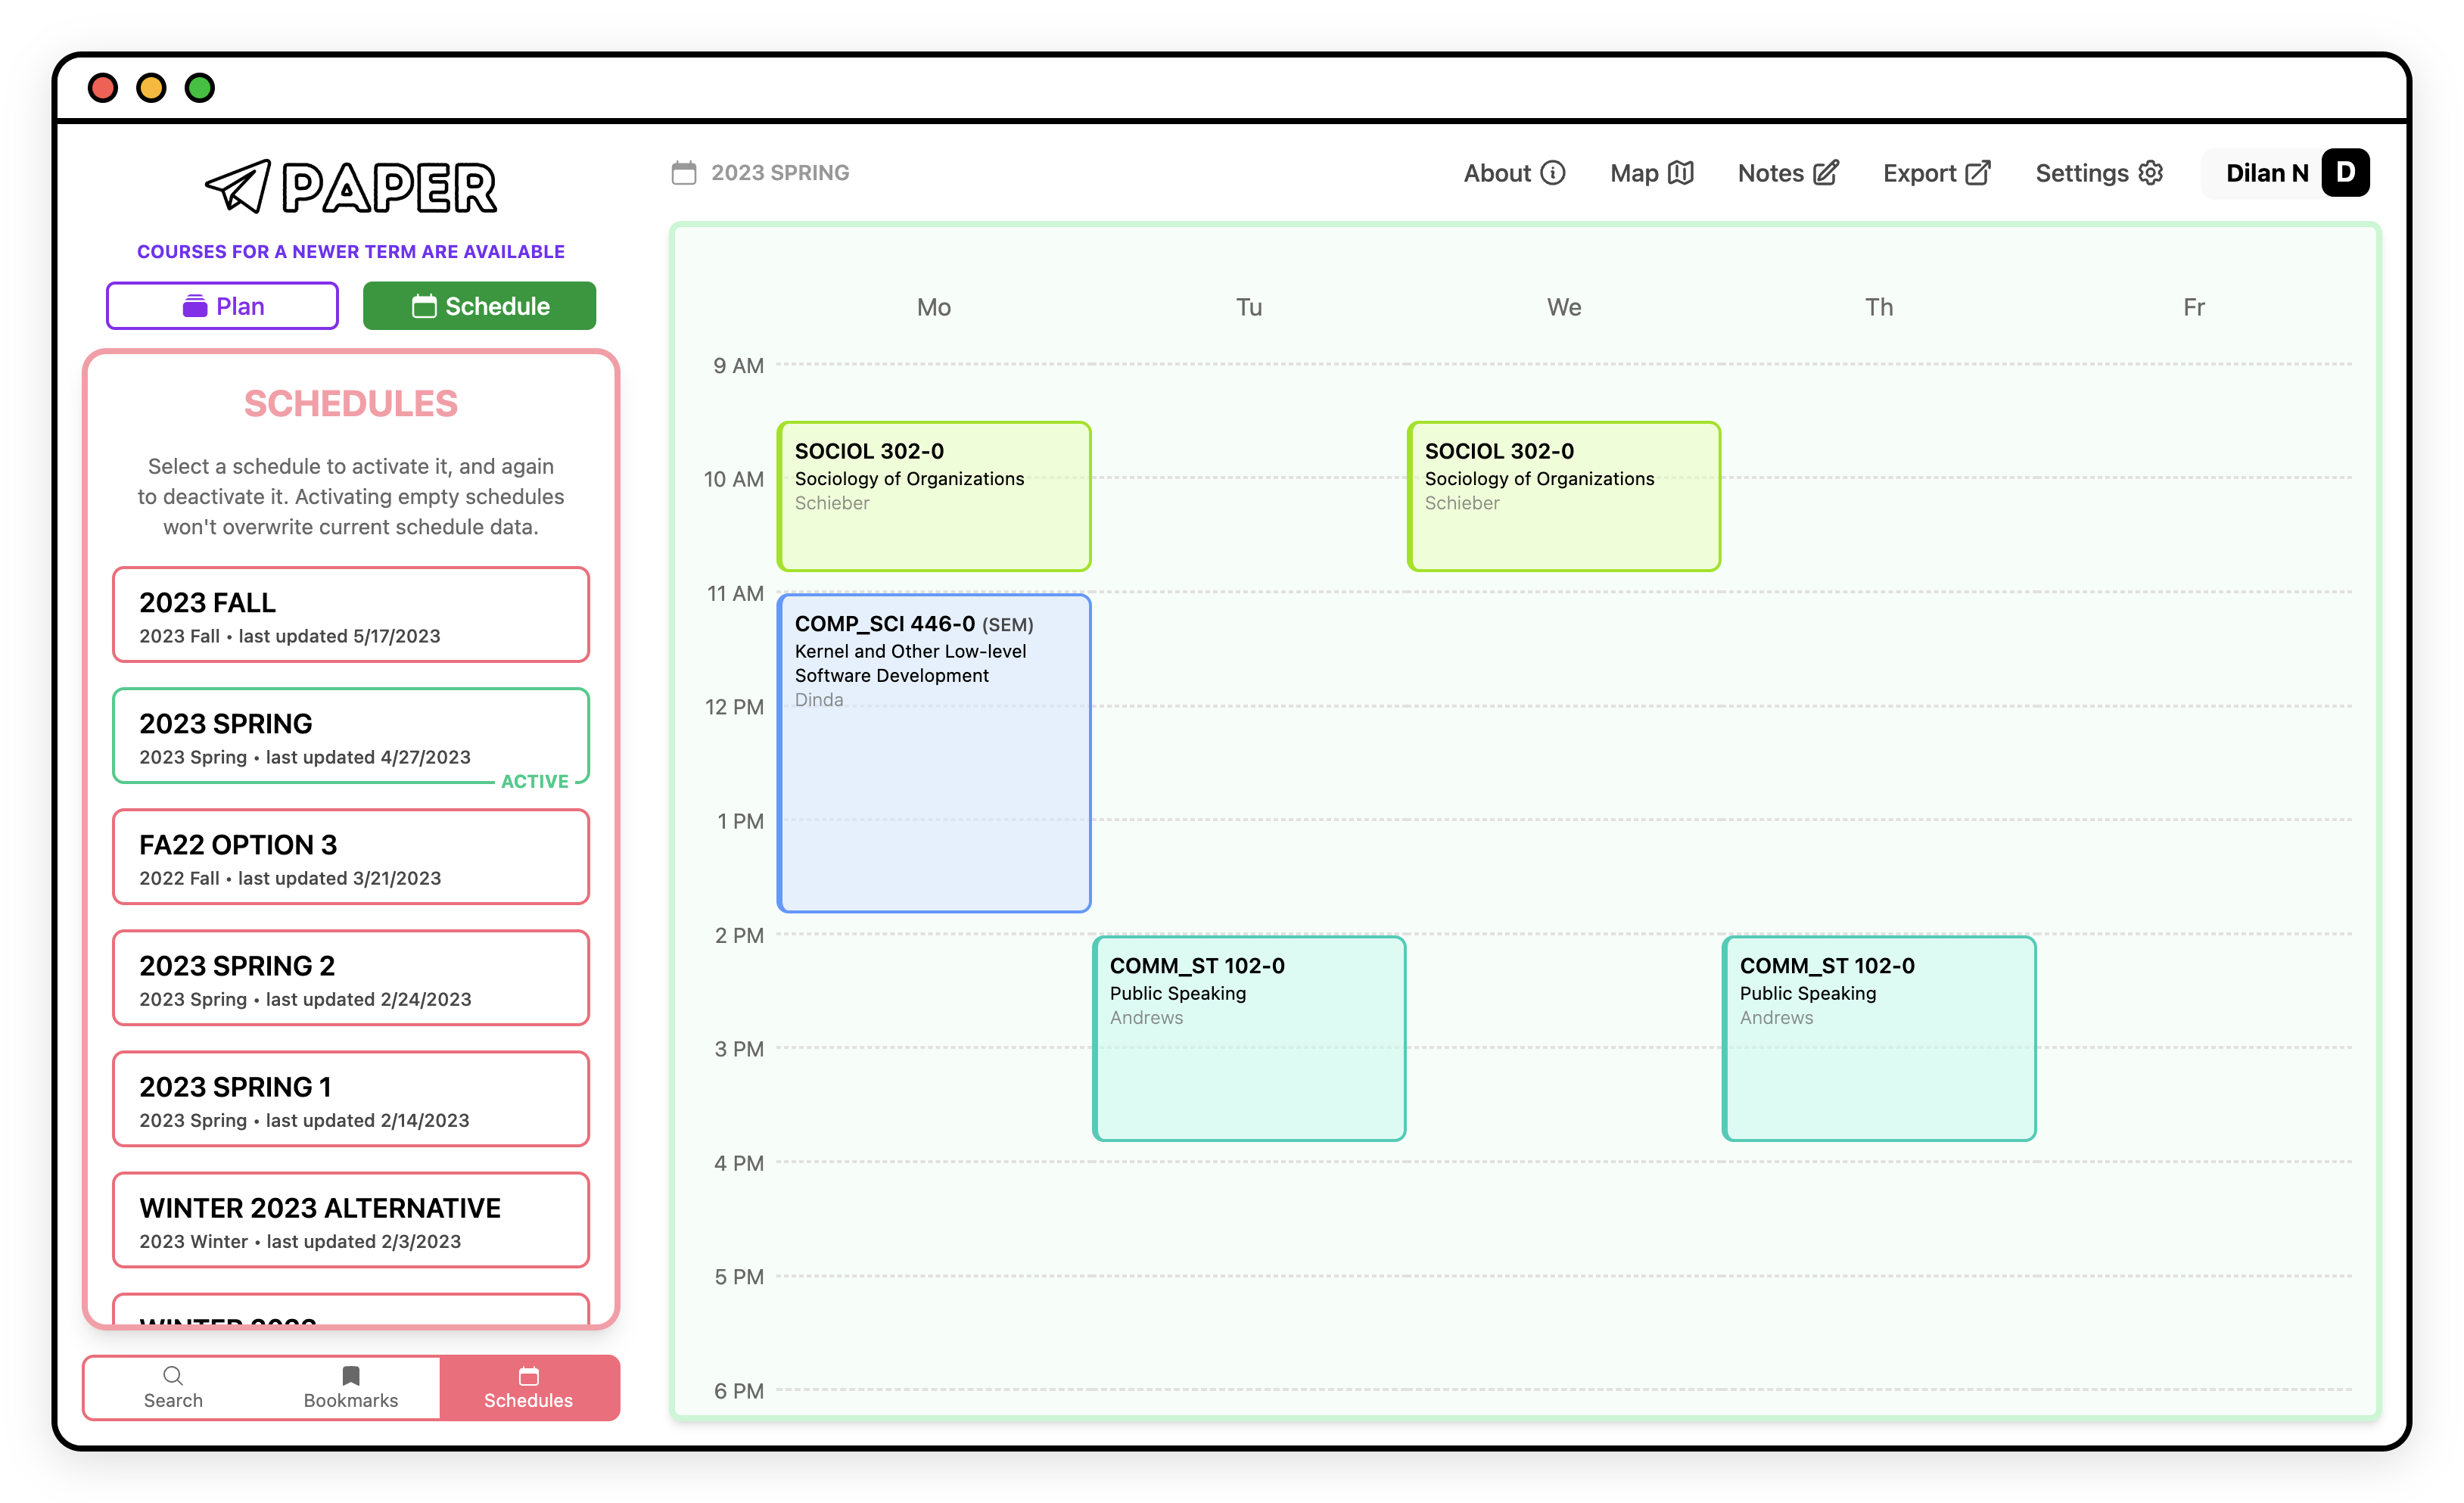 PAPER
COURSES FOR A NEWER TERM ARE AVAILABLE
Plan
Schedule
SCHEDULES
Select a schedule to activate it, and again
to deactivate it. Activating empty schedules
won't overwrite current schedule data.
2023 FALL
2023 Fall • last updated 5/17/2023
2023 SPRING
2023 Spring • last updated 4/27/2023
ACTIVE
FA22 OPTION 3
2022 Fall • last updated 3/21/2023
2023 SPRING 2
2023 Spring • last updated 2/24/2023
2023 SPRING 1
2023 Spring • last updated 2/14/2023
WINTER 2023 ALTERNATIVE
2023 Winter • last updated 2/3/2023
WINTER
Search
Bookmarks
Schedules
2023 SPRING
About
Map
Notes
Export
Settings
Dilan N
D
Mo
Tu
We
Th
Fr
9 AM
10 AM
11 AM
12 PM
1 PM
2 PM
3 PM
4 PM
5 PM
6 PM
SOCIOL 302-0
Sociology of Organizations
Schieber
COMP_SCI 446-0 (SEM)
Kernel and Other Low-level
Software Development
Dinda
COMM_ST 102-0
Public Speaking
Andrews
SOCIOL 302-0
Sociology of Organizations
Schieber
COMM_ST 102-0
Public Speaking
Andrews